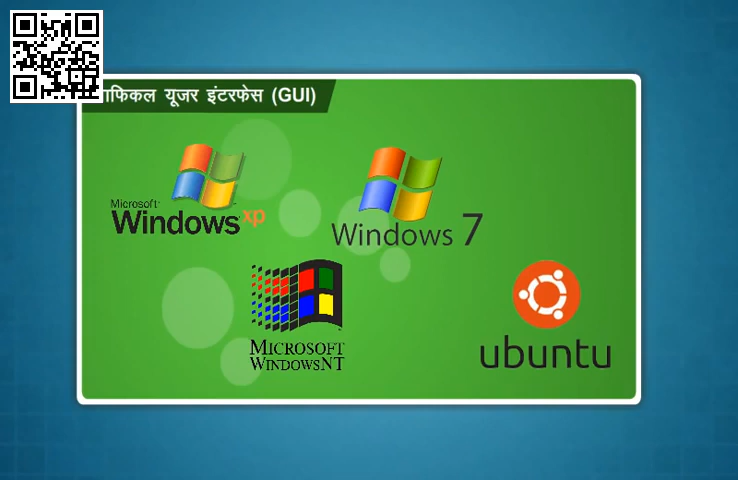 यूजर इंटरफेस (GUI)
Microsoft
Windows xp
Windows 7
MICROSOFT
WINDOWSNT
ubuntu